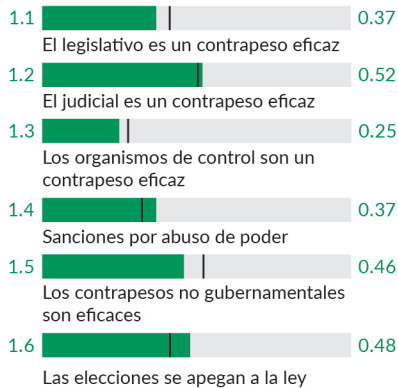 1.1 0.37
El legislativo es un contrapeso eficaz
1.2 0.52
El judicial es un contrapeso eficaz
1.3 0.25
Los organismos de control son un
contrapeso eficaz
1.4 0.37
Sanciones por abuso de poder
1.5 0.46
Los contrapesos no gubernamentales
son eficaces
1.6 0.48
Las elecciones se apegan a la ley